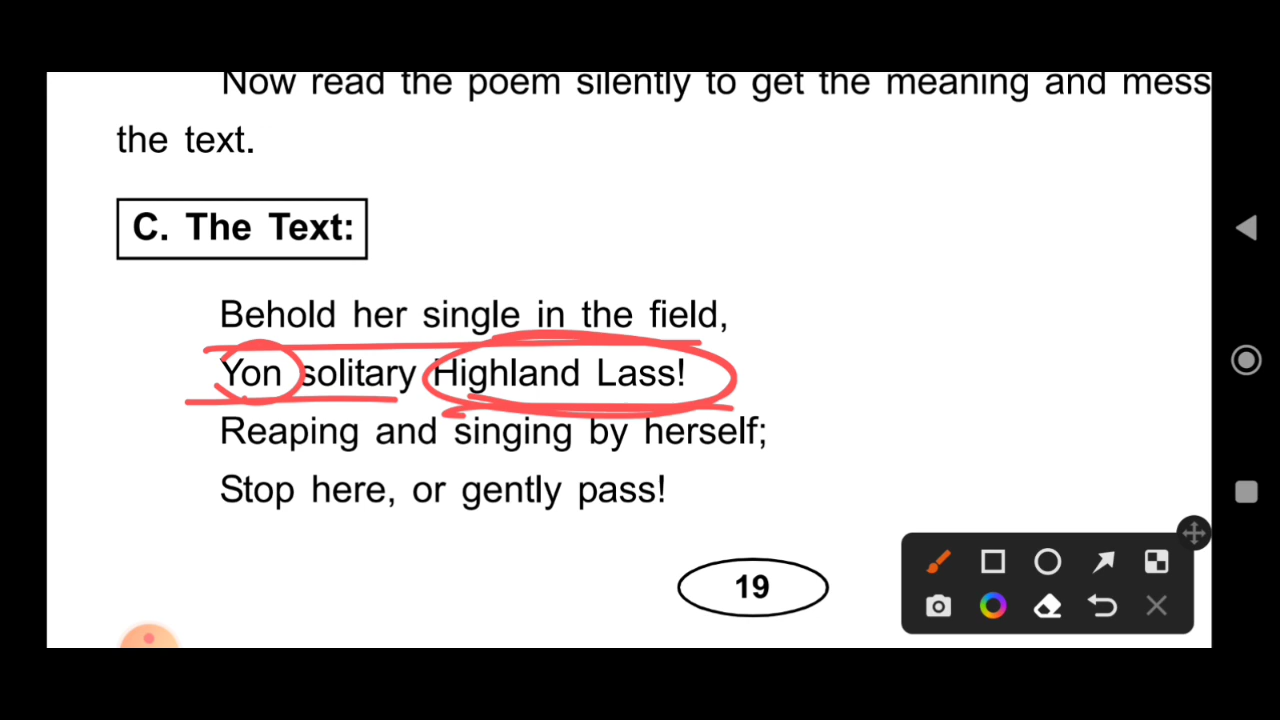 Now read the poem silently to get the meaning and mess
the text.
C. The Text:
Behold her single in the field,
Yon solitary Highland Lass!
Reaping and singing by herself;
Stop here, or gently pass!
19